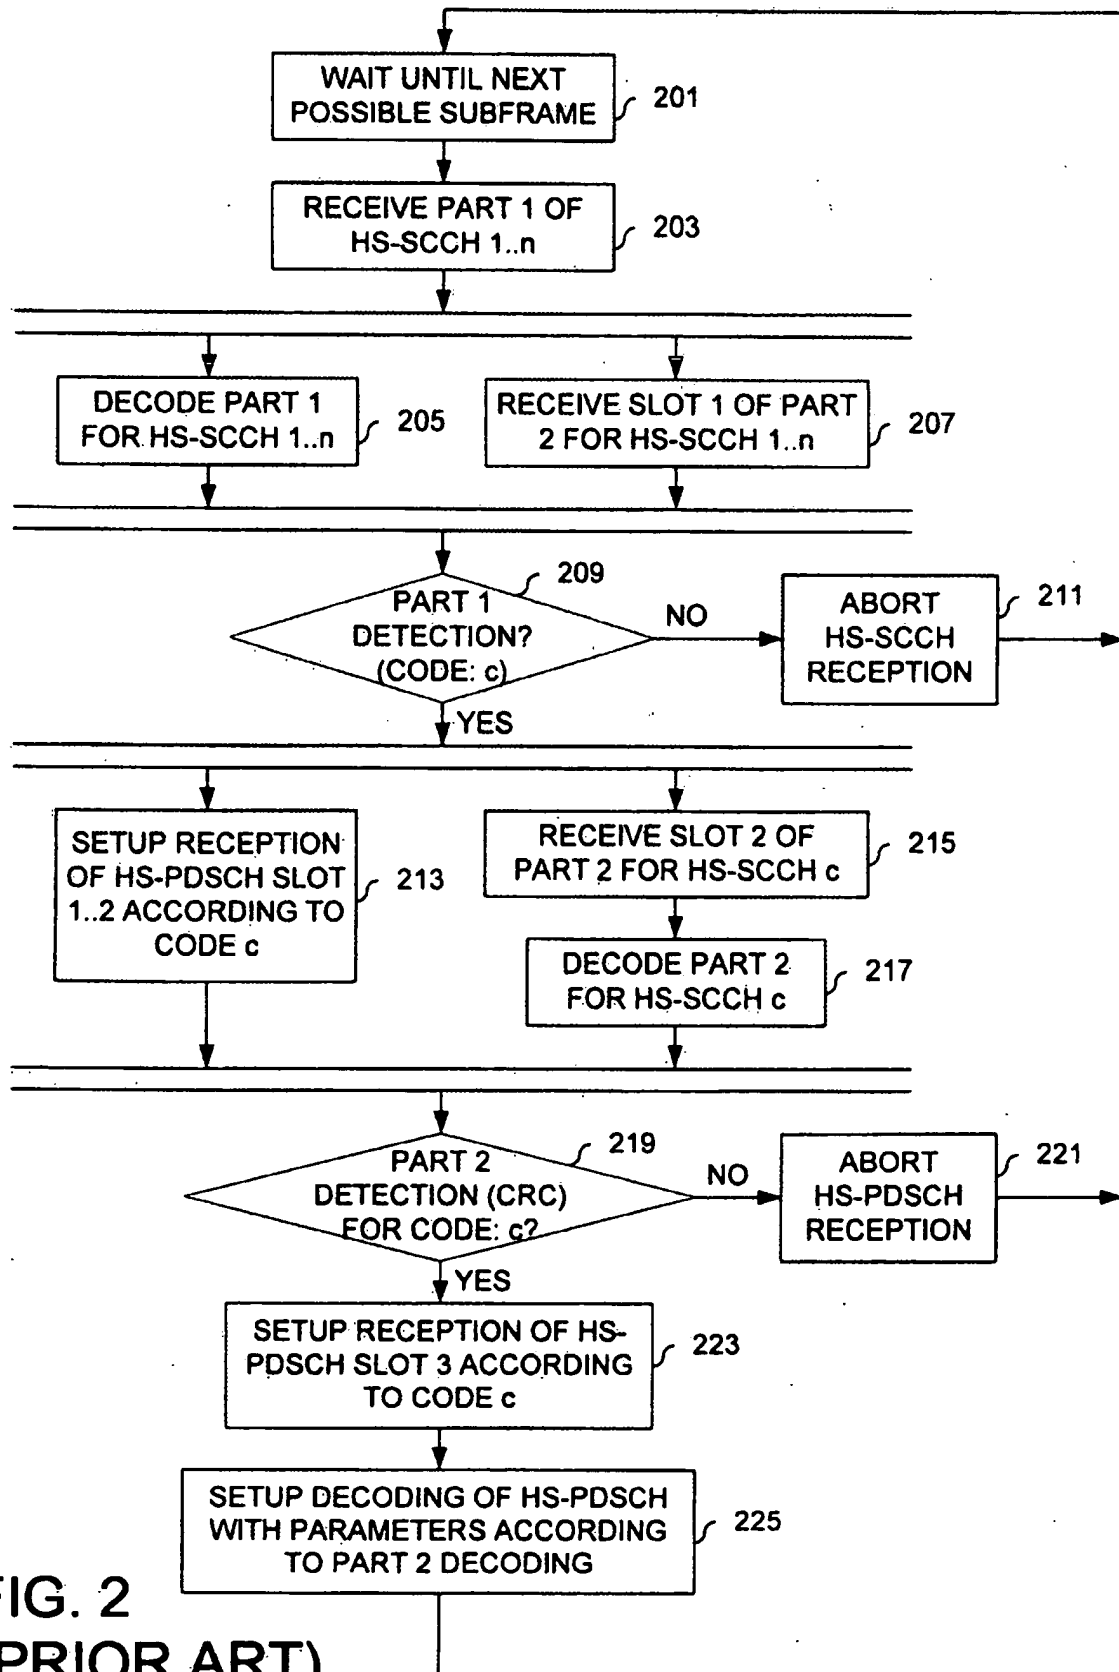 WAIT UNTIL NEXT
POSSIBLE SUBFRAME
201
RECEIVE PART 1 OF
HS-SCCH 1..n
203
DECODE PART 1
FOR HS-SCCH 1..n
205
RECEIVE SLOT 1 OF PART
2 FOR HS-SCCH 1..n
207
PART 1
DETECTION?
(CODE: c)
209
NO
ABORT
HS-SCCH
RECEPTION
211
YES
SETUP RECEPTION
OF HS-PDSCH SLOT
1..2 ACCORDING TO
CODE c
213
RECEIVE SLOT 2 OF
PART 2 FOR HS-SCCH c
215
DECODE PART 2
FOR HS-SCCH c
217
PART 2
DETECTION (CRC)
FOR CODE: c?
219
NO
ABORT
HS-PDSCH
RECEPTION
221
YES
SETUP RECEPTION OF HS-
PDSCH SLOT 3 ACCORDING
TO CODE c
223
SETUP DECODING OF HS-PDSCH
WITH PARAMETERS ACCORDING
TO PART 2 DECODING
225
FIG. 2
PRIOR ART)